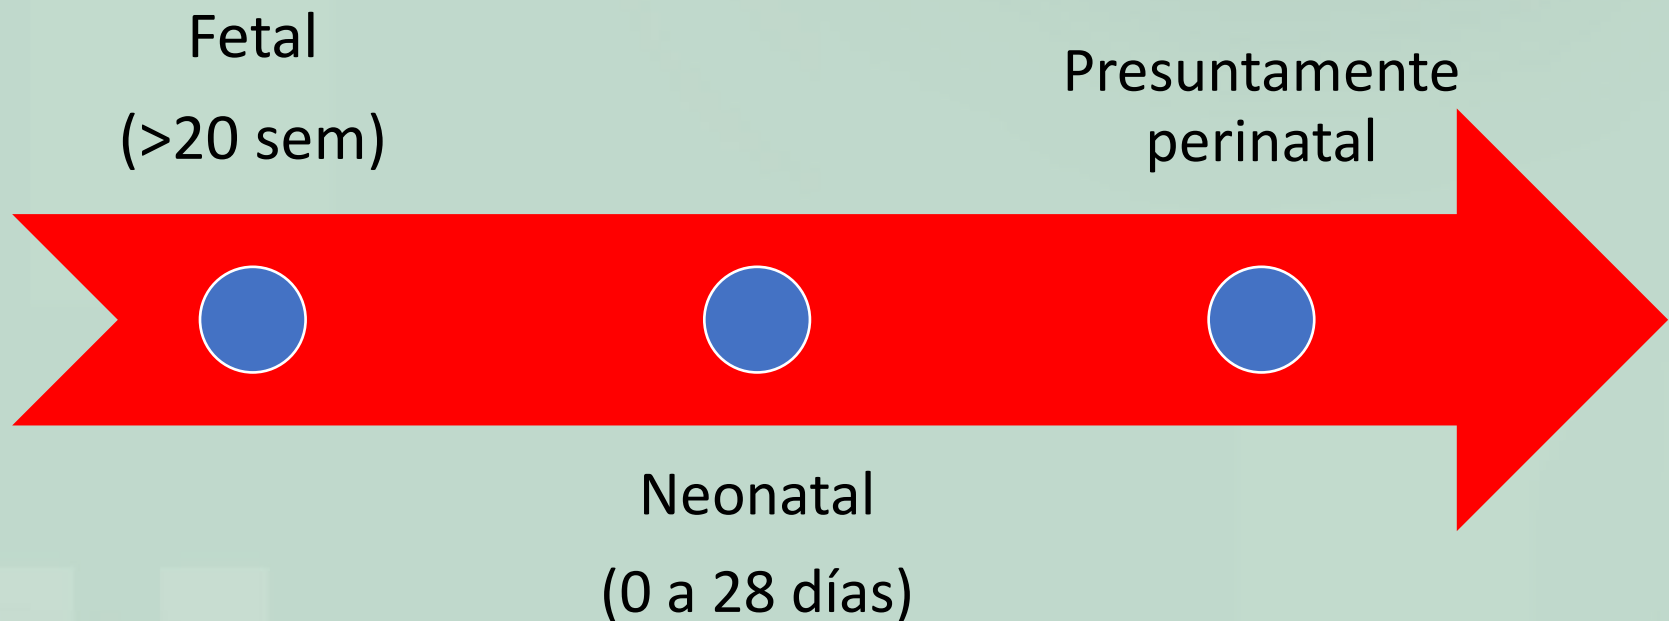 Fetal
(>20 sem)
Presuntamente
perinatal
Neonatal
(0 a 28 días)